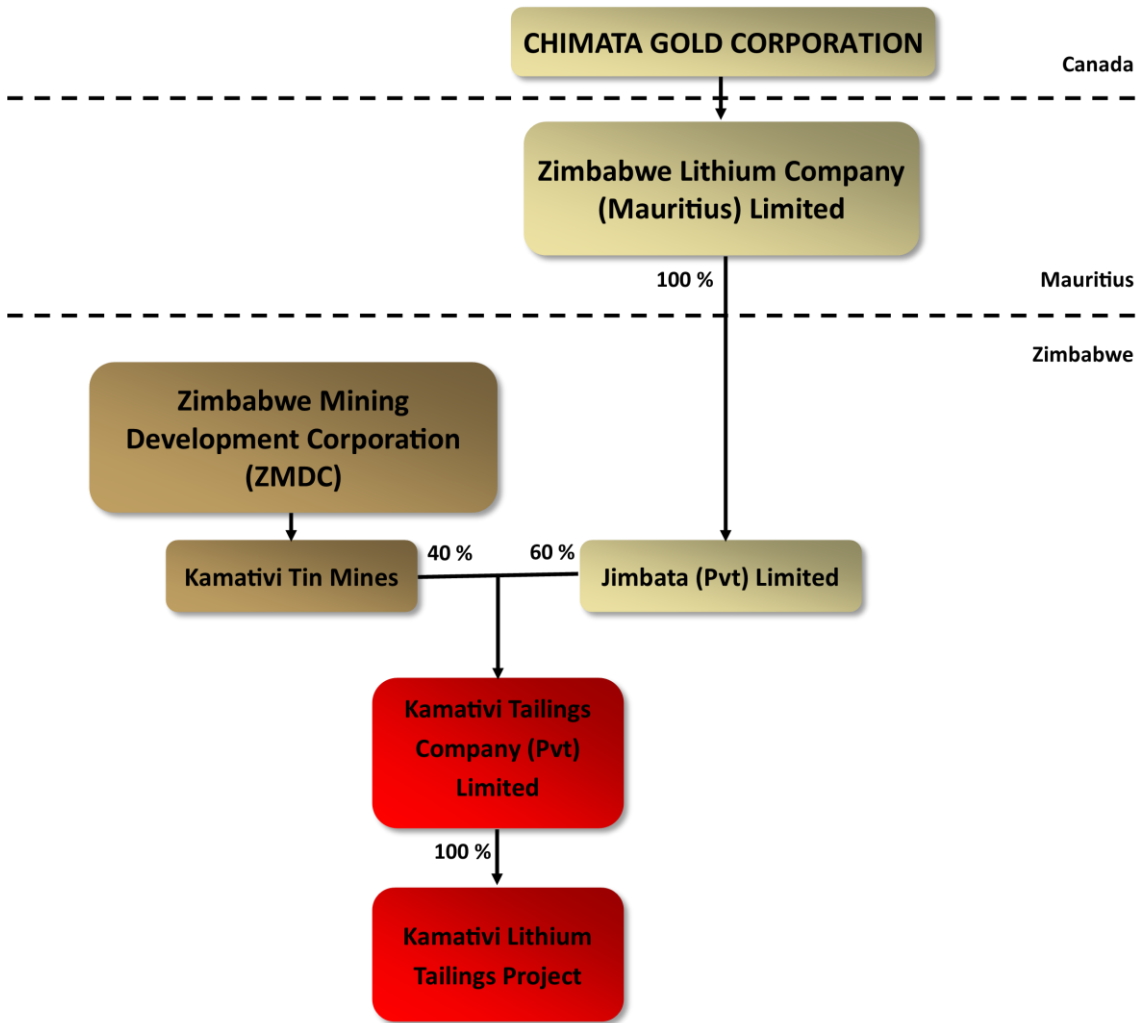 CHIMATA GOLD CORPORATION
Canada
Zimbabwe Lithium Company
(Mauritius) Limited
100 %
Mauritius
Zimbabwe
Zimbabwe Mining
Development Corporation
(ZMDC)
40 %
60 %
Kamativi Tin Mines
Jimbata (Pvt) Limited
Kamativi Tailings
Company (Pvt)
Limited
100 %
Kamativi Lithium
Tailings Project